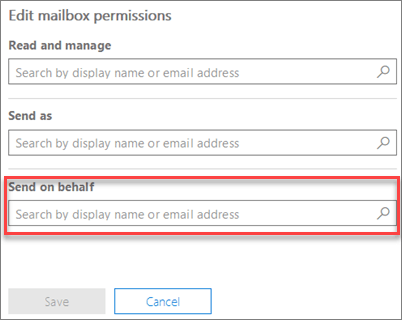 Edit mailbox permissions
Read and manage
Search by display name or email address
Send as
Search by display name or email address
Send on behalf
Search by display name or email address
Save Cancel